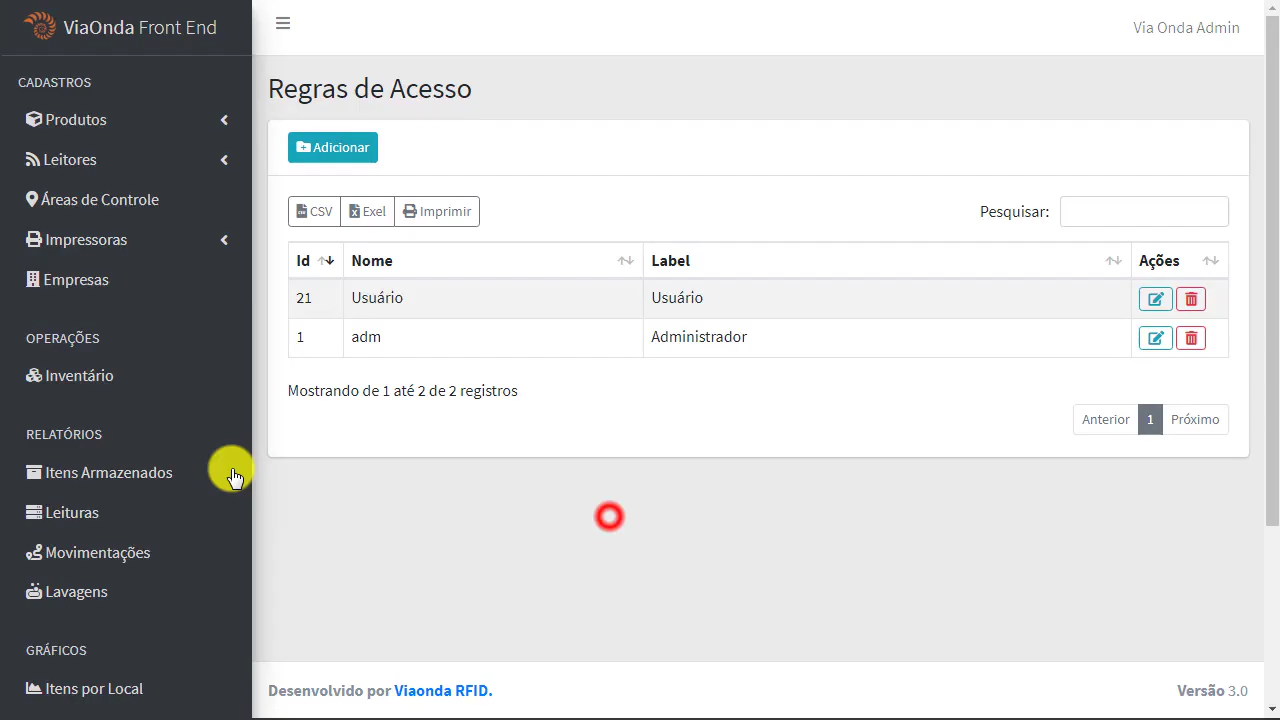 ViaOnda Front End
Via Onda Admin
CADASTROS
Produtos
Leitores
Áreas de Controle
Impressoras
Empresas
OPERAÇÕES
Inventário
RELATÓRIOS
Itens Armazenados
Leituras
Movimentações
Lavagens
GRÁFICOS
Itens por Local
Regras de Acesso
Adicionar
CSV Exel Imprimir
Pesquisar:
Id Nome Label Ações
21 Usuário Usuário
1 adm Administrador
Mostrando de 1 até 2 de 2 registros
Anterior 1 Próximo
Desenvolvido por Viaonda RFID.
Versão 3.0